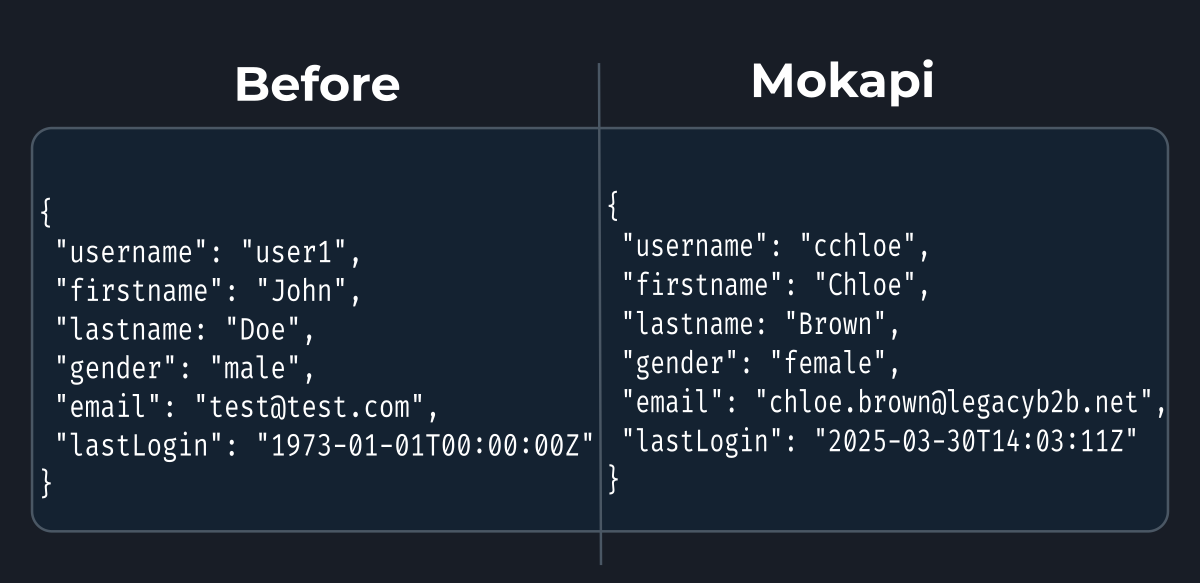 Before
{
"username": "user1",
"firstname": "John",
"lastname: "Doe",
"gender": "male",
"email": "test@test.com",
"lastLogin": "1973-01-01T00:00:00Z"
}
Mokapi
{
"username": "cchloe",
"firstname": "Chloe",
"lastname: "Brown",
"gender": "female",
"email": "chloe.brown@legacyb2b.net",
"lastLogin": "2025-03-30T14:03:11Z"
}